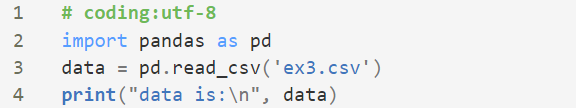 1 # coding:utf-8
2 import pandas as pd
3 data = pd.read_csv('ex3.csv')
4 print("data is:\n", data)